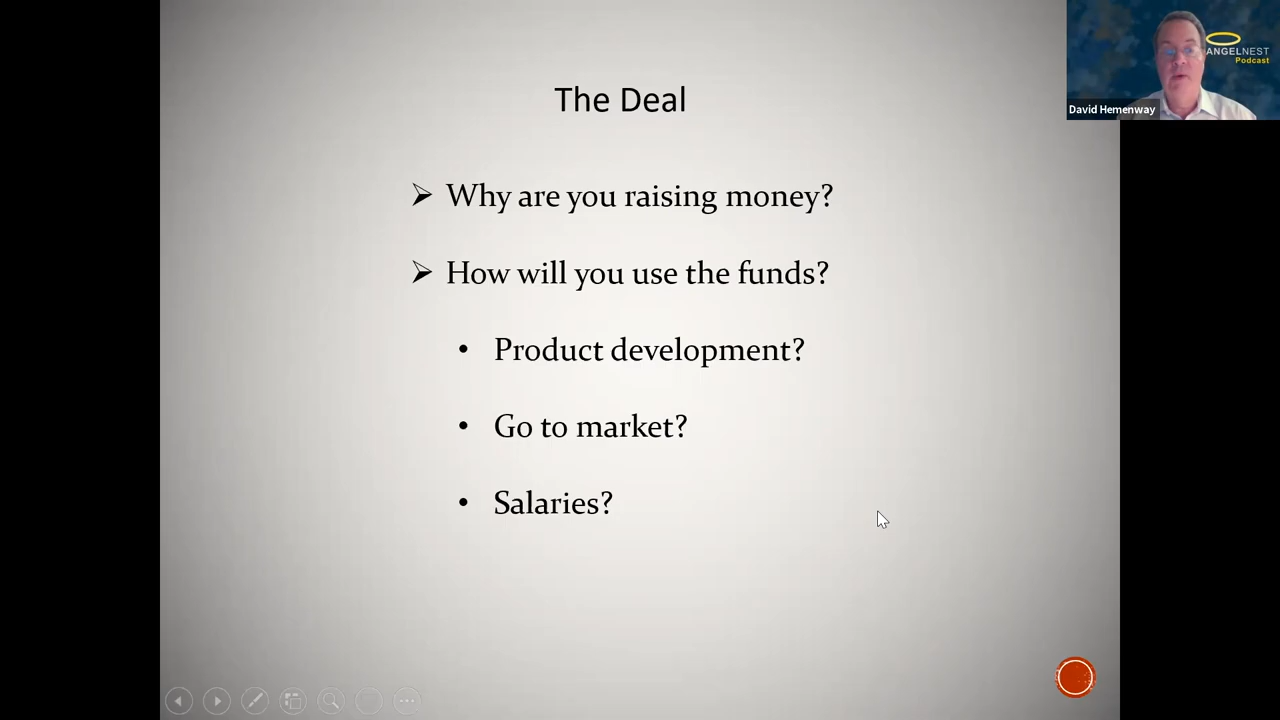 The Deal
➢ Why are you raising money?
➢ How will you use the funds?
• Product development?
• Go to market?
• Salaries?
ANGELNEST
Podcast
David Hemenway